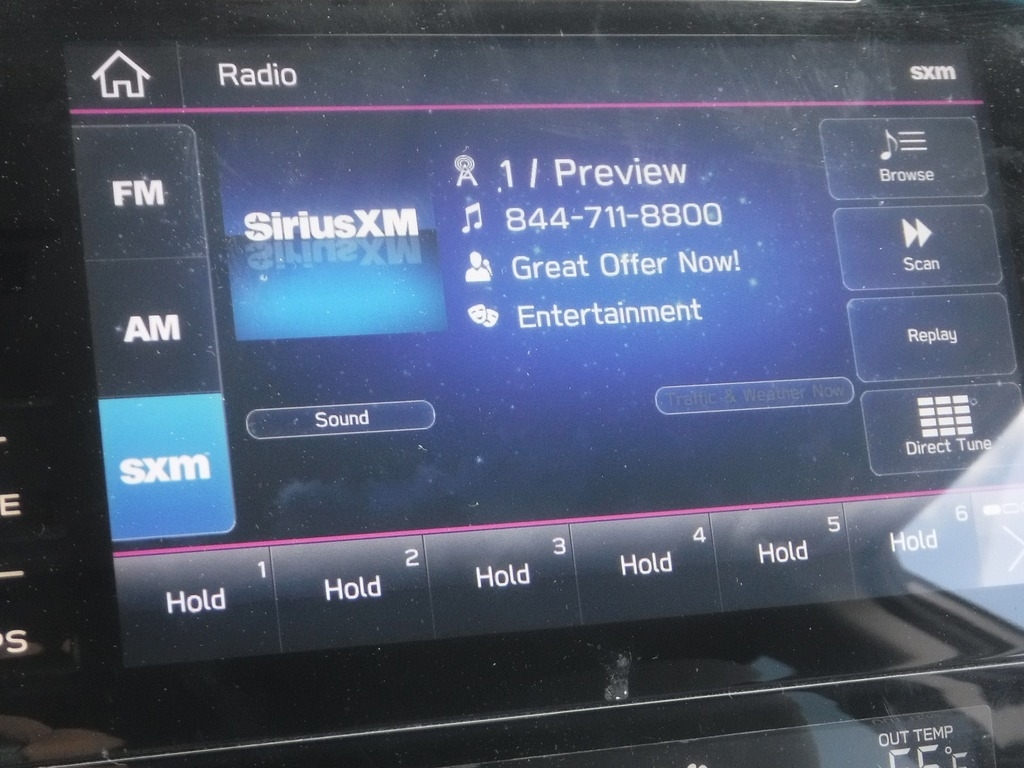 Radio
sxm
FM
AM
sxm
SiriusXM
1 / Preview
844-711-8800
Great Offer Now!
Entertainment
Sound
Traffic & Weather Now
Browse
Scan
Replay
Direct Tune
1
Hold
2
Hold
3
Hold
4
Hold
5
Hold
6
Hold
E
PS
OUT TEMP